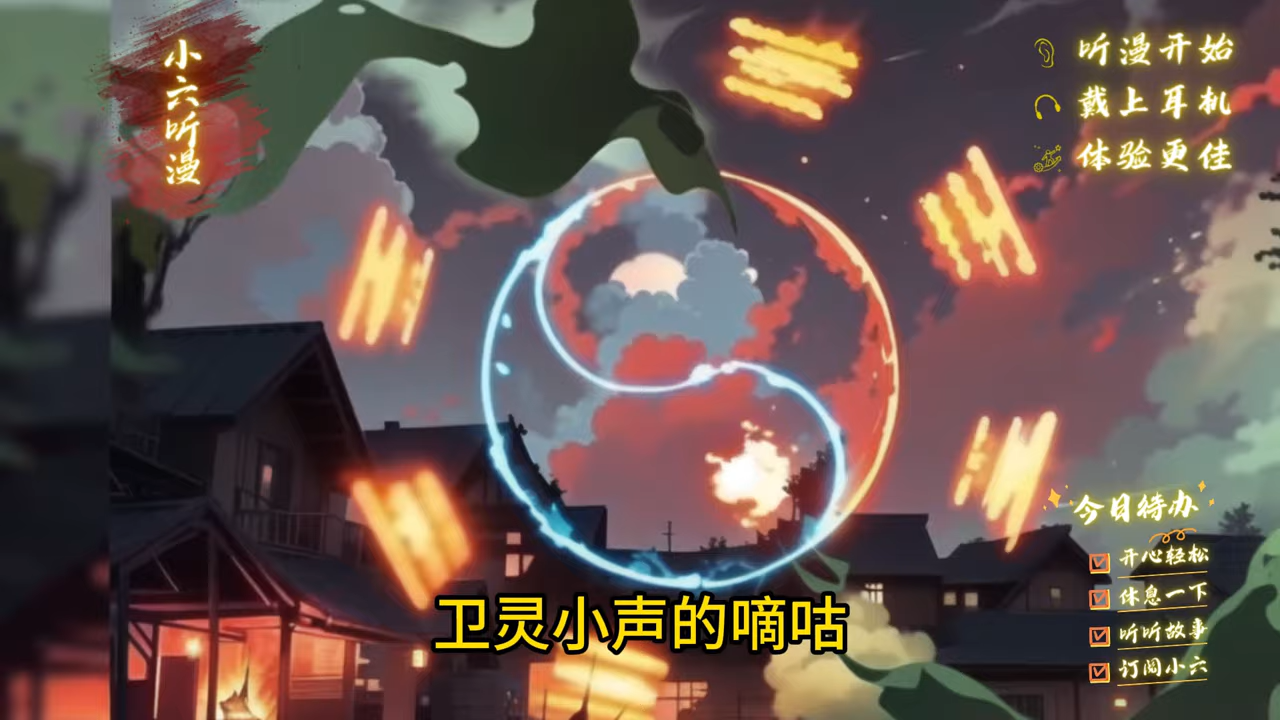 小六听漫
听漫开始
戴上耳机
体验更佳
今日待办
开心轻松
休息一下
听听故事
订阅小六
卫灵小声的嘀咕